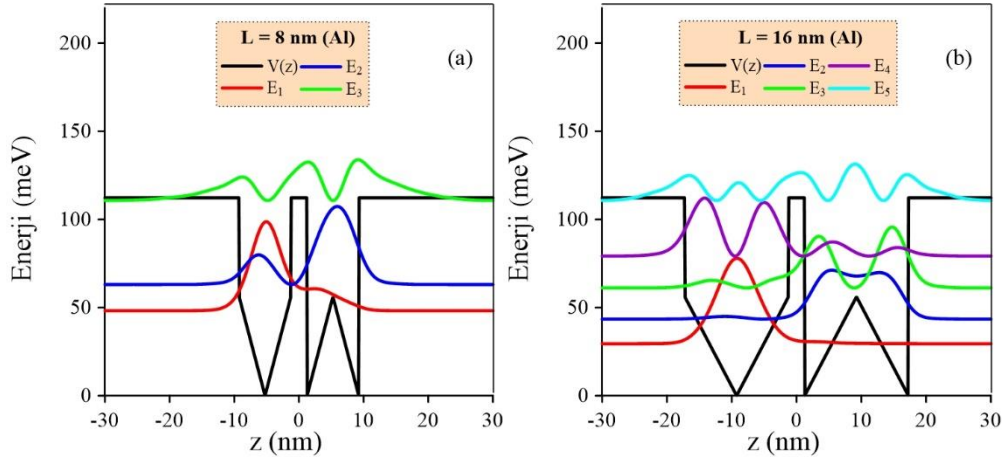 L = 8 nm (Al)
V(z) E₂
E₁ E₃
(a)
Enerji (meV)
200
150
100
50
0
-30 -20 -10 0 10 20 30
z (nm)
L = 16 nm (Al)
V(z) E₂ E₄
E₁ E₃ E₅
(b)
Enerji (meV)
200
150
100
50
0
-30 -20 -10 0 10 20 30
z (nm)